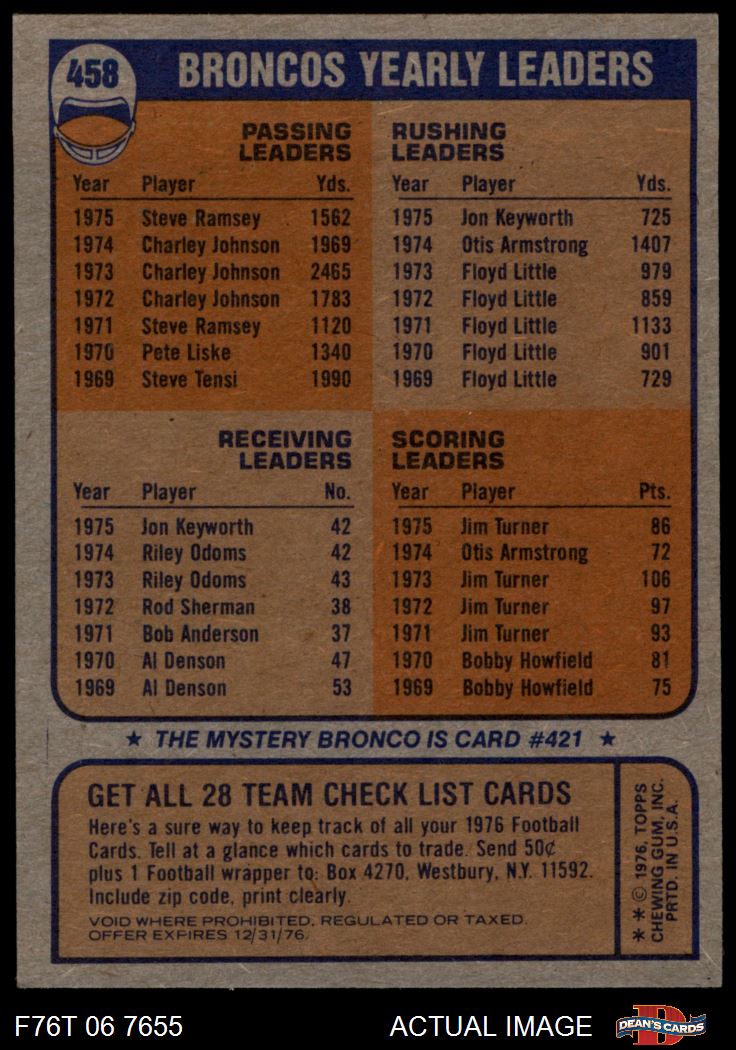 458
BRONCOS YEARLY LEADERS
PASSING
LEADERS
Year Player Yds.
1975 Steve Ramsey 1562
1974 Charley Johnson 1969
1973 Charley Johnson 2465
1972 Charley Johnson 1783
1971 Steve Ramsey 1120
1970 Pete Liske 1340
1969 Steve Tensi 1990
RUSHING
LEADERS
Year Player Yds.
1975 Jon Keyworth 725
1974 Otis Armstrong 1407
1973 Floyd Little 979
1972 Floyd Little 859
1971 Floyd Little 1133
1970 Floyd Little 901
1969 Floyd Little 729
RECEIVING
LEADERS
Year Player No.
1975 Jon Keyworth 42
1974 Riley Odoms 42
1973 Riley Odoms 43
1972 Rod Sherman 38
1971 Bob Anderson 37
1970 Al Denson 47
1969 Al Denson 53
SCORING
LEADERS
Year Player Pts.
1975 Jim Turner 86
1974 Otis Armstrong 72
1973 Jim Turner 106
1972 Jim Turner 97
1971 Jim Turner 93
1970 Bobby Howfield 81
1969 Bobby Howfield 75
★ THE MYSTERY BRONCO IS CARD #421 ★
GET ALL 28 TEAM CHECK LIST CARDS
Here's a sure way to keep track of all your 1976 Football
Cards. Tell at a glance which cards to trade. Send 50¢
plus 1 Football wrapper to: Box 4270, Westbury, N.Y. 11592.
Include zip code, print clearly.
VOID WHERE PROHIBITED, REGULATED OR TAXED.
OFFER EXPIRES 12/31/76.
* * © 1976, TOPPS
CHEWING GUM, INC.
PRTD. IN U.S.A.
F76T 06 7655
ACTUAL IMAGE
D
DEAN'S CARDS